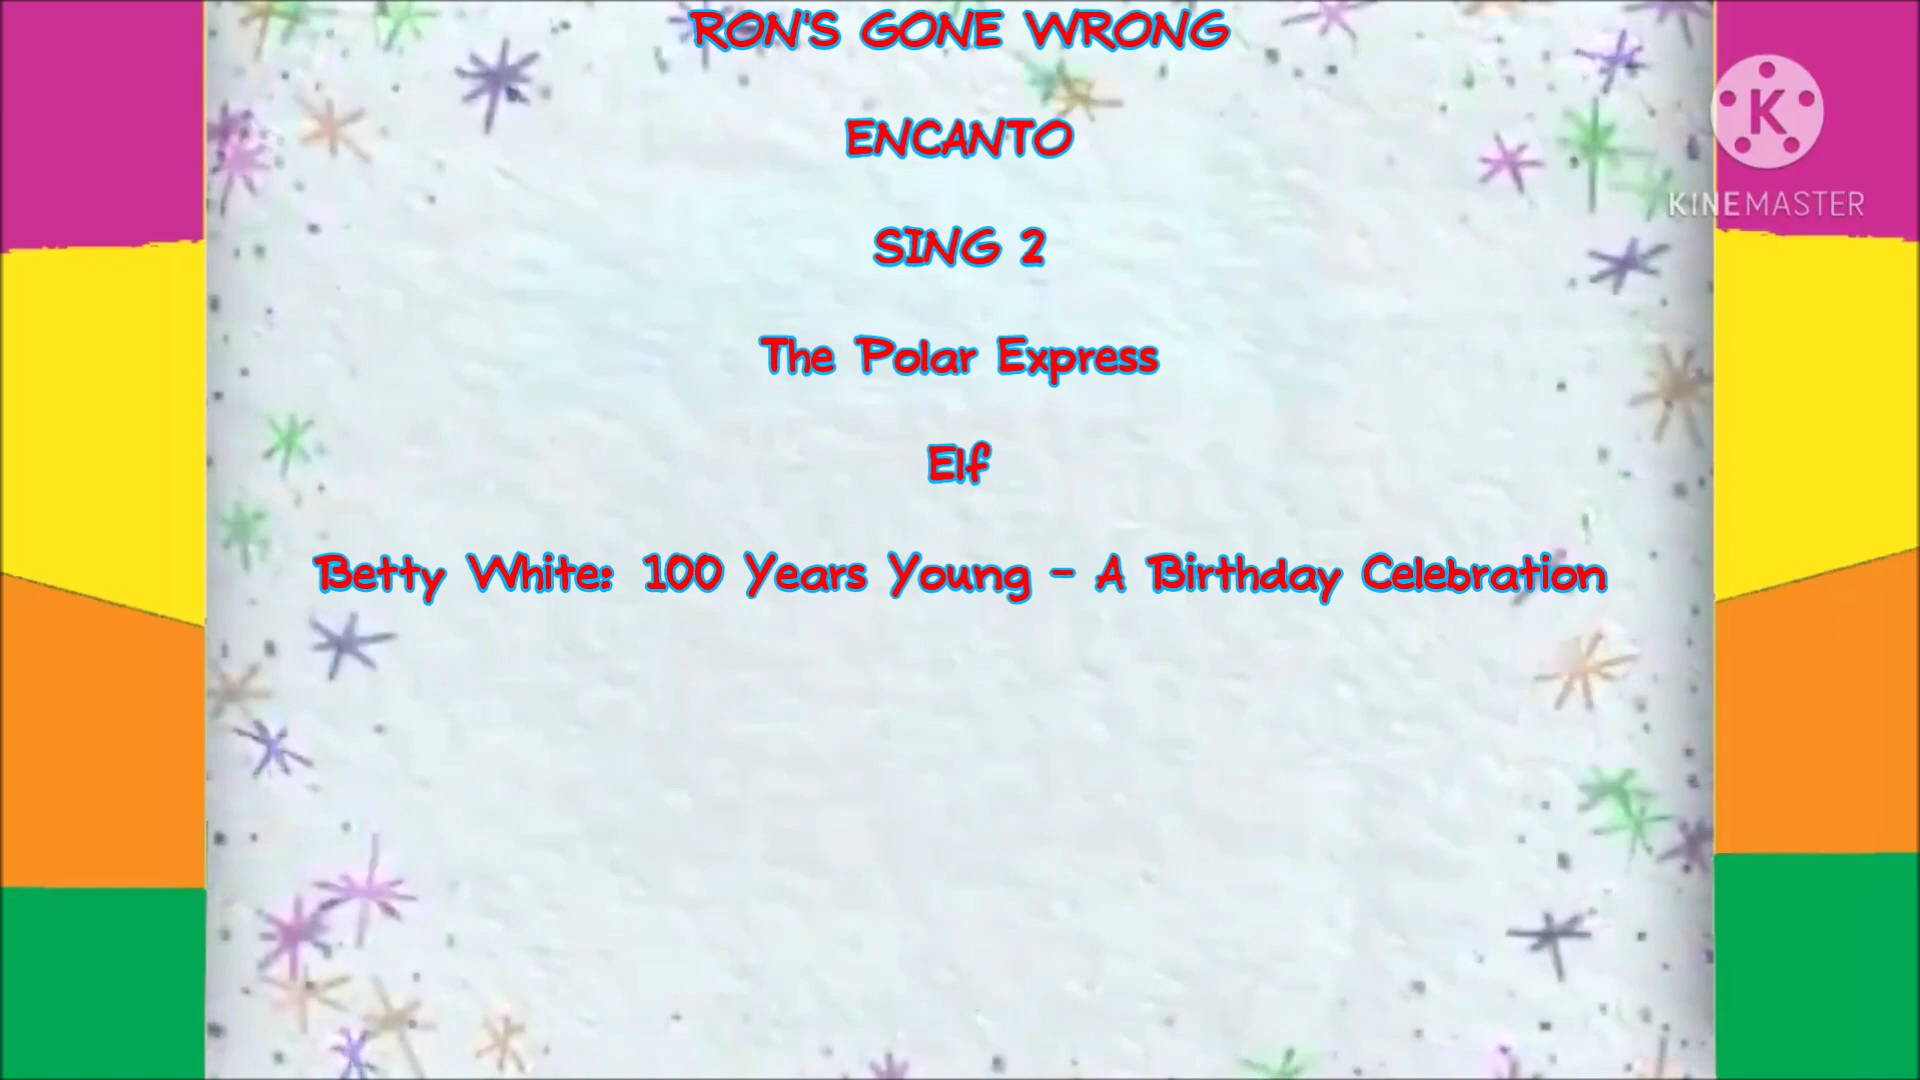 RON'S GONE WRONG
ENCANTO
K
KINEMASTER
SING 2
The Polar Express
Elf
Betty White: 100 Years Young - A Birthday Celebration